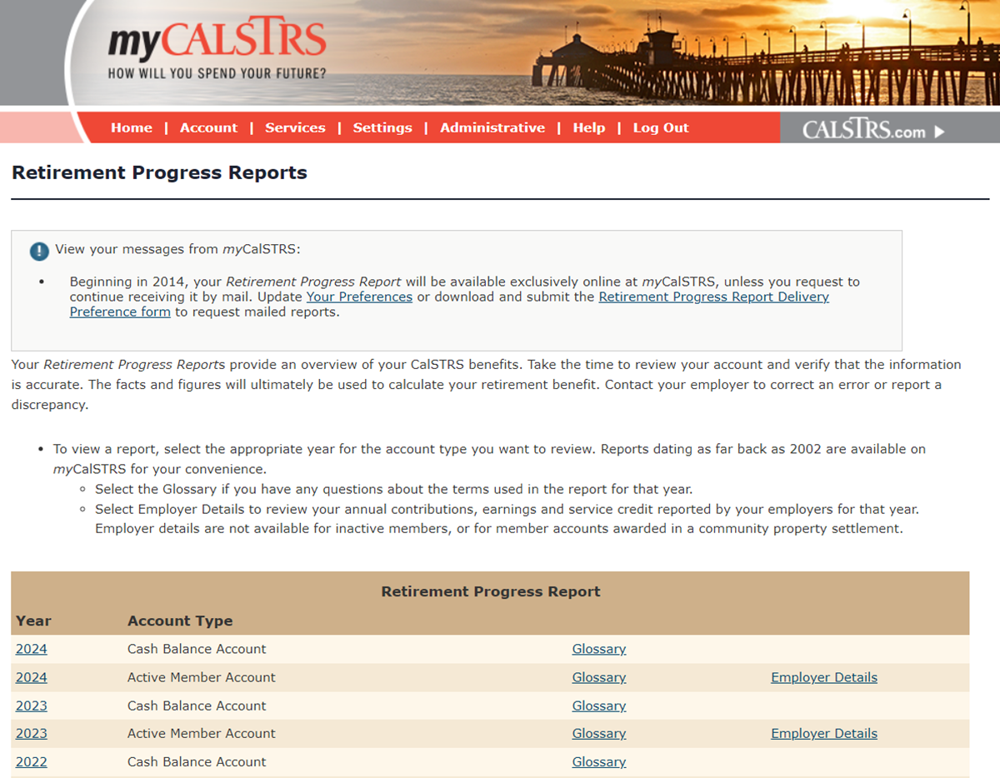 myCALSTRS
HOW WILL YOU SPEND YOUR FUTURE?
Home | Account | Services | Settings | Administrative | Help | Log Out
CALSTRS.com
Retirement Progress Reports
! View your messages from myCalSTRS:
• Beginning in 2014, your Retirement Progress Report will be available exclusively online at myCalSTRS, unless you request to
continue receiving it by mail. Update Your Preferences or download and submit the Retirement Progress Report Delivery
Preference form to request mailed reports.
Your Retirement Progress Reports provide an overview of your CalSTRS benefits. Take the time to review your account and verify that the information
is accurate. The facts and figures will ultimately be used to calculate your retirement benefit. Contact your employer to correct an error or report a
discrepancy.
• To view a report, select the appropriate year for the account type you want to review. Reports dating as far back as 2002 are available on
myCalSTRS for your convenience.
◦ Select the Glossary if you have any questions about the terms used in the report for that year.
◦ Select Employer Details to review your annual contributions, earnings and service credit reported by your employers for that year.
Employer details are not available for inactive members, or for member accounts awarded in a community property settlement.
Retirement Progress Report
Year Account Type
2024 Cash Balance Account Glossary
2024 Active Member Account Glossary Employer Details
2023 Cash Balance Account Glossary
2023 Active Member Account Glossary Employer Details
2022 Cash Balance Account Glossary